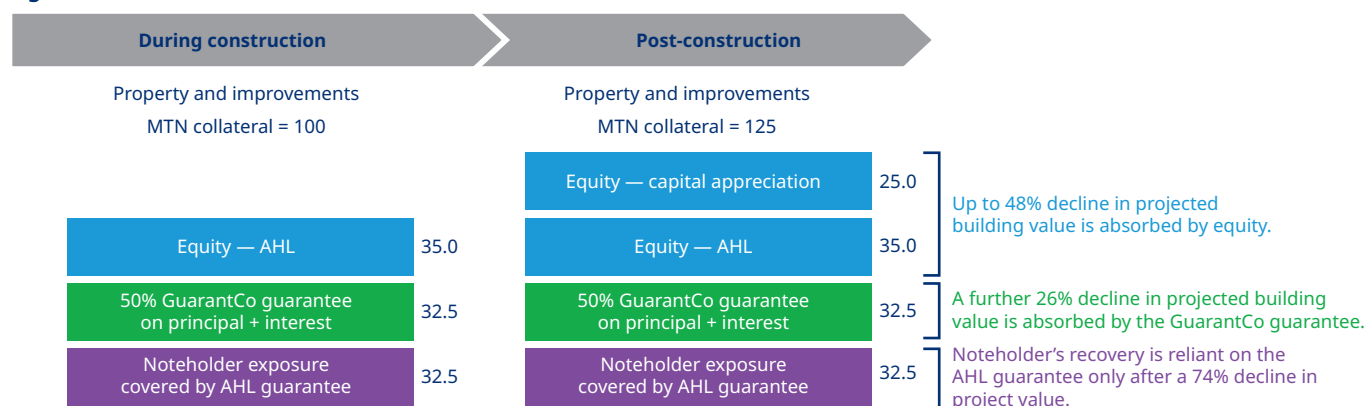 During construction
Post-construction
Property and improvements
MTN collateral = 100
Property and improvements
MTN collateral = 125
Equity — capital appreciation
25.0
Up to 48% decline in projected
building value is absorbed by equity.
Equity — AHL
35.0
Equity — AHL
35.0
50% GuarantCo guarantee
on principal + interest
32.5
50% GuarantCo guarantee
on principal + interest
32.5
A further 26% decline in projected building
value is absorbed by the GuarantCo guarantee.
Noteholder exposure
covered by AHL guarantee
32.5
Noteholder exposure
covered by AHL guarantee
32.5
Noteholder’s recovery is reliant on the
AHL guarantee only after a 74% decline in
project value.